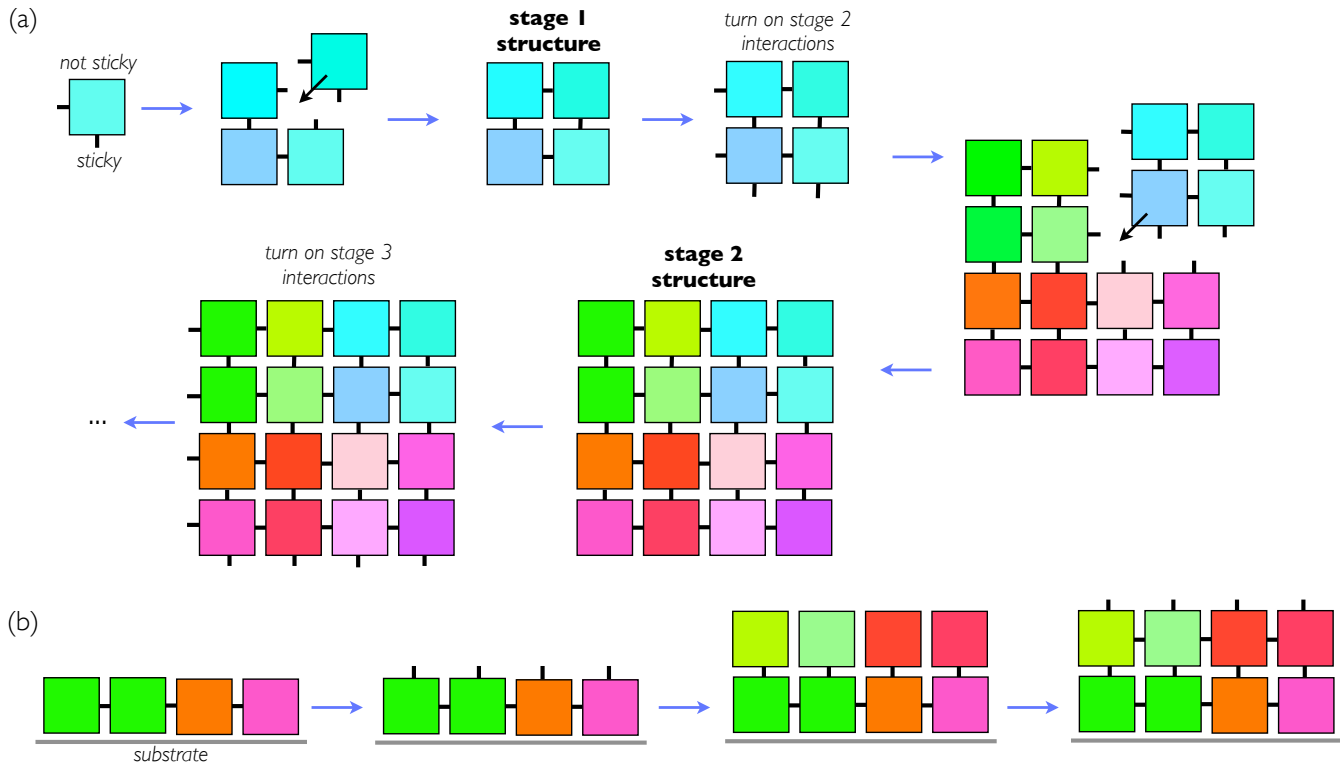 (a)
not sticky
sticky
stage 1
structure
turn on stage 2
interactions
turn on stage 3
interactions
stage 2
structure
...
(b)
substrate